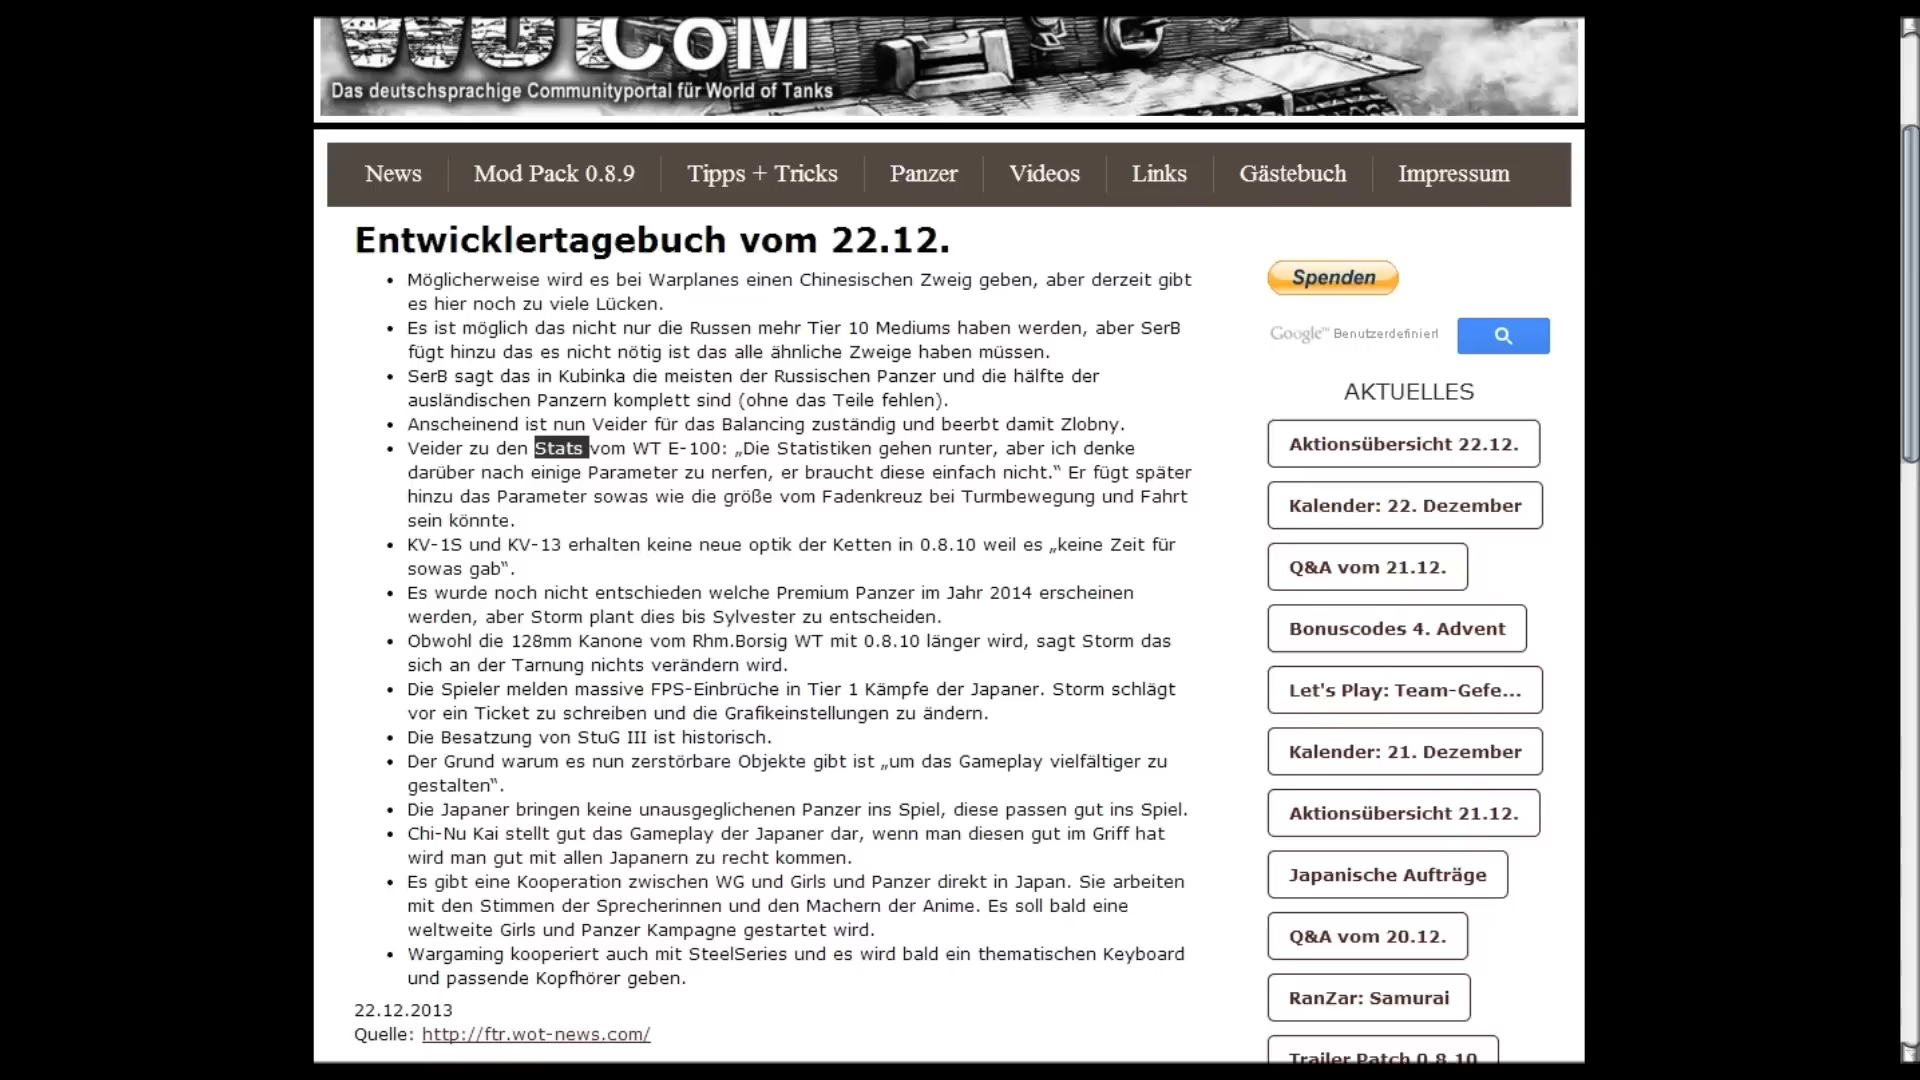 WOTCoM
Das deutschsprachige Communityportal für World of Tanks
News
Mod Pack 0.8.9
Tipps + Tricks
Panzer
Videos
Links
Gästebuch
Impressum
Entwicklertagebuch vom 22.12.
• Möglicherweise wird es bei Warplanes einen Chinesischen Zweig geben, aber derzeit gibt
es hier noch zu viele Lücken.
• Es ist möglich das nicht nur die Russen mehr Tier 10 Mediums haben werden, aber SerB
fügt hinzu das es nicht nötig ist das alle ähnliche Zweige haben müssen.
• SerB sagt das in Kubinka die meisten der Russischen Panzer und die hälfte der
ausländischen Panzern komplett sind (ohne das Teile fehlen).
• Anscheinend ist nun Veider für das Balancing zuständig und beerbt damit Zlobny.
• Veider zu den Stats vom WT E-100: „Die Statistiken gehen runter, aber ich denke
darüber nach einige Parameter zu nerfen, er braucht diese einfach nicht.“ Er fügt später
hinzu das Parameter sowas wie die größe vom Fadenkreuz bei Turmbewegung und Fahrt
sein könnte.
• KV-1S und KV-13 erhalten keine neue optik der Ketten in 0.8.10 weil es „keine Zeit für
sowas gab“.
• Es wurde noch nicht entschieden welche Premium Panzer im Jahr 2014 erscheinen
werden, aber Storm plant dies bis Sylvester zu entscheiden.
• Obwohl die 128mm Kanone vom Rhm.Borsig WT mit 0.8.10 länger wird, sagt Storm das
sich an der Tarnung nichts verändern wird.
• Die Spieler melden massive FPS-Einbrüche in Tier 1 Kämpfe der Japaner. Storm schlägt
vor ein Ticket zu schreiben und die Grafikeinstellungen zu ändern.
• Die Besatzung von StuG III ist historisch.
• Der Grund warum es nun zerstörbare Objekte gibt ist „um das Gameplay vielfältiger zu
gestalten“.
• Die Japaner bringen keine unausgeglichenen Panzer ins Spiel, diese passen gut ins Spiel.
• Chi-Nu Kai stellt gut das Gameplay der Japaner dar, wenn man diesen gut im Griff hat
wird man gut mit allen Japanern zu recht kommen.
• Es gibt eine Kooperation zwischen WG und Girls und Panzer direkt in Japan. Sie arbeiten
mit den Stimmen der Sprecherinnen und den Machern der Anime. Es soll bald eine
weltweite Girls und Panzer Kampagne gestartet wird.
• Wargaming kooperiert auch mit SteelSeries und es wird bald ein thematischen Keyboard
und passende Kopfhörer geben.
22.12.2013
Quelle: http://ftr.wot-news.com/
Spenden
Google™ Benutzerdefinierl
AKTUELLES
Aktionsübersicht 22.12.
Kalender: 22. Dezember
Q&A vom 21.12.
Bonuscodes 4. Advent
Let's Play: Team-Gefe...
Kalender: 21. Dezember
Aktionsübersicht 21.12.
Japanische Aufträge
Q&A vom 20.12.
RanZar: Samurai
Trailer Patch 0.8.10